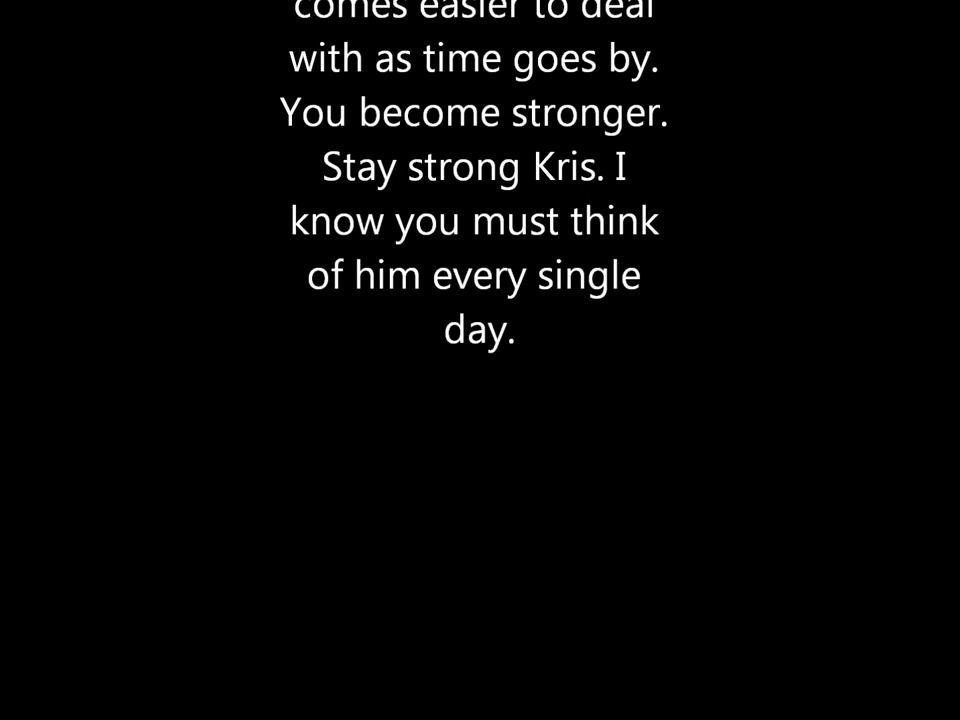 comes easier to deal
with as time goes by.
You become stronger.
Stay strong Kris. I
know you must think
of him every single
day.